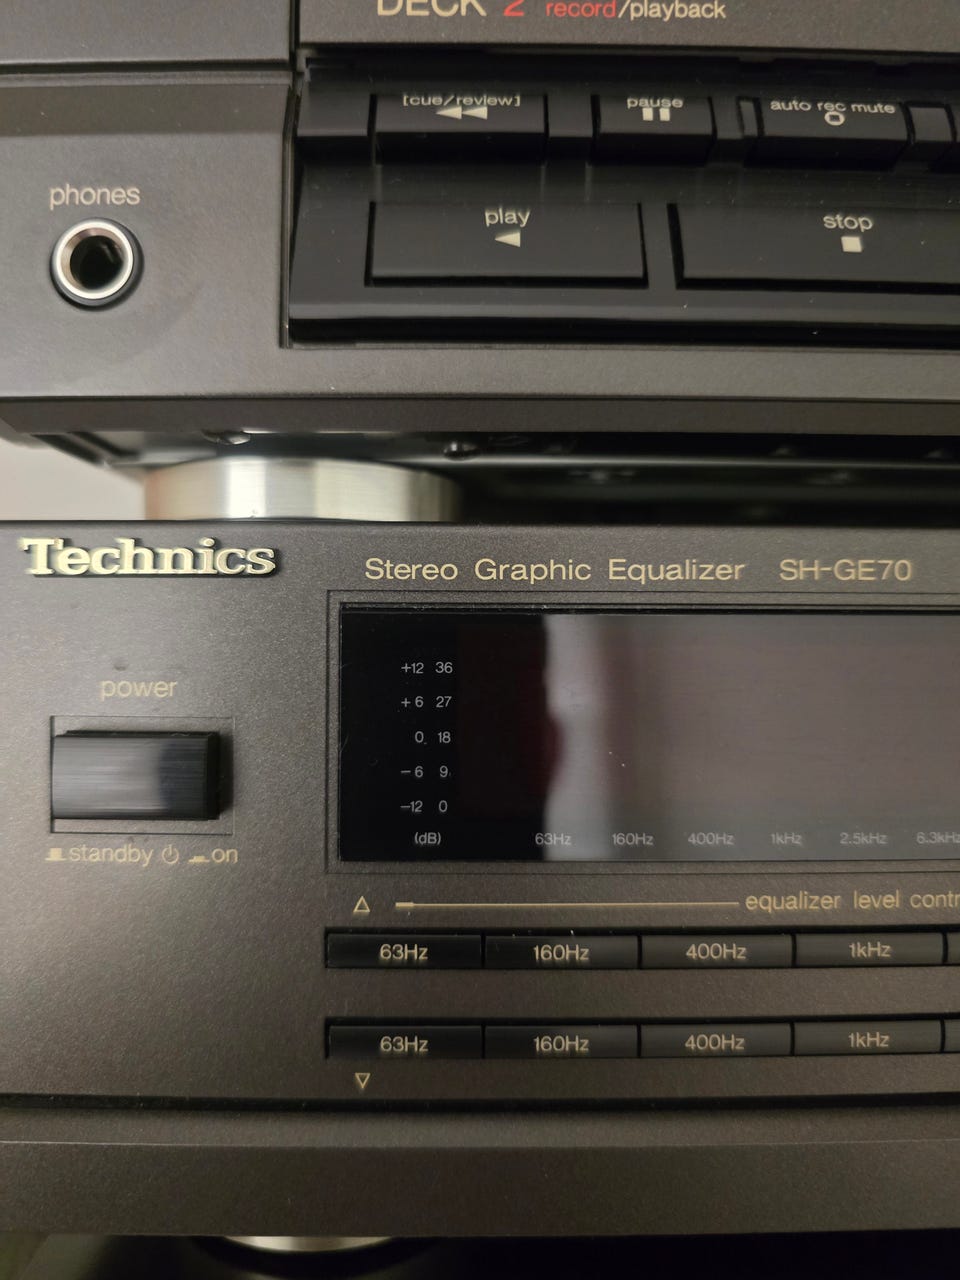 DECK 2 record/playback
[cue/review]
pause
auto rec mute
phones
play
stop
Technics
Stereo Graphic Equalizer SH-GE70
power
standby on
+12 36
+6 27
0 18
−6 9
−12 0
(dB) 63Hz 160Hz 400Hz 1kHz 2.5kHz
equalizer level
63Hz 160Hz 400Hz 1kHz
63Hz 160Hz 400Hz 1kHz